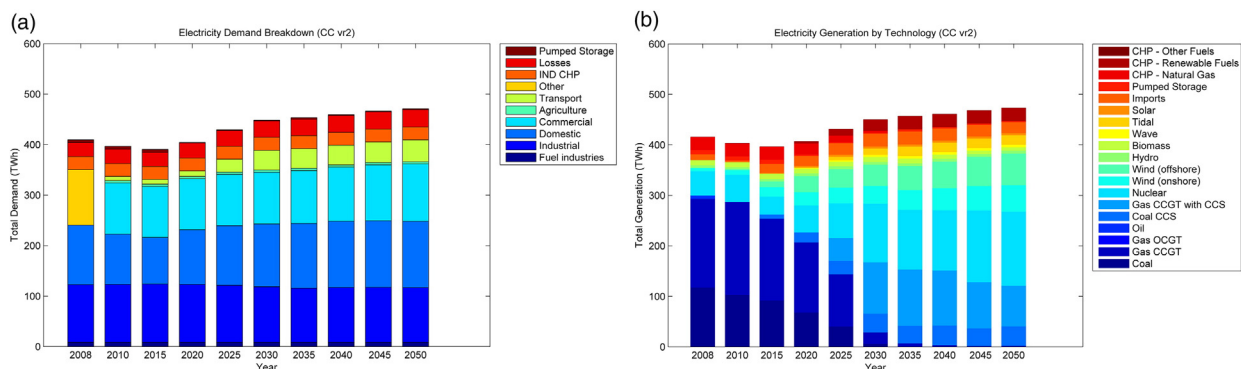 (a)
Electricity Demand Breakdown (CC vr2)
600
500
400
300
200
100
0
Total Demand (TWh)
2008 2010 2015 2020 2025 2030 2035 2040 2045 2050
Year
Pumped Storage
Losses
IND CHP
Other
Transport
Agriculture
Commercial
Domestic
Industrial
Fuel industries
(b)
Electricity Generation by Technology (CC vr2)
600
500
400
300
200
100
0
Total Generation (TWh)
2008 2010 2015 2020 2025 2030 2035 2040 2045 2050
Year
CHP - Other Fuels
CHP - Renewable Fuels
CHP - Natural Gas
Pumped Storage
Imports
Solar
Tidal
Wave
Biomass
Hydro
Wind (offshore)
Wind (onshore)
Nuclear
Gas CCGT with CCS
Coal CCS
Oil
Gas OCGT
Gas CCGT
Coal